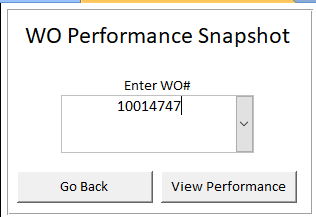 WO Performance Snapshot
Enter WO#
10014747
Go Back
View Performance